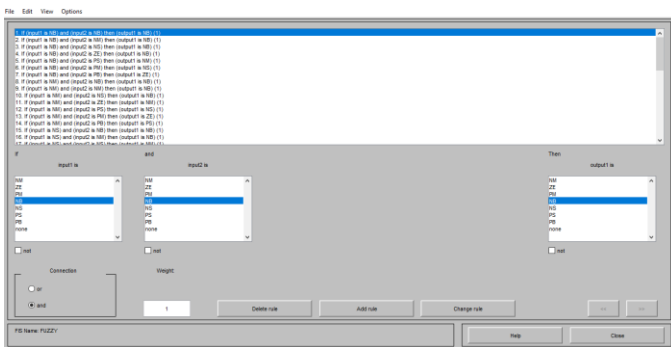 File Edit View Options
1. If (input1 is NB) and (input2 is NB) then (output1 is NB) (1)
2. If (input1 is NB) and (input2 is NM) then (output1 is NB) (1)
3. If (input1 is NB) and (input2 is NS) then (output1 is NB) (1)
4. If (input1 is NB) and (input2 is ZE) then (output1 is NB) (1)
5. If (input1 is NB) and (input2 is PS) then (output1 is NM) (1)
6. If (input1 is NB) and (input2 is PM) then (output1 is NS) (1)
7. If (input1 is NB) and (input2 is PB) then (output1 is ZE) (1)
8. If (input1 is NM) and (input2 is NB) then (output1 is NB) (1)
9. If (input1 is NM) and (input2 is NM) then (output1 is NB) (1)
10. If (input1 is NM) and (input2 is NS) then (output1 is NB) (1)
11. If (input1 is NM) and (input2 is ZE) then (output1 is NM) (1)
12. If (input1 is NM) and (input2 is PS) then (output1 is NS) (1)
13. If (input1 is NM) and (input2 is PM) then (output1 is ZE) (1)
14. If (input1 is NM) and (input2 is PB) then (output1 is PS) (1)
15. If (input1 is NS) and (input2 is NB) then (output1 is NB) (1)
16. If (input1 is NS) and (input2 is NM) then (output1 is NB) (1)
17. If (input1 is NS) and (input2 is NS) then (output1 is NM) (1)
If and Then
input1 is input2 is output1 is
NM NM NM
ZE ZE ZE
PM PM PM
NB NB NB
NS NS NS
PS PS PS
PB PB PB
none none none
not not not
Connection Weight:
or
and 1 Delete rule Add rule Change rule << >>
FIS Name: FUZZY Help Close